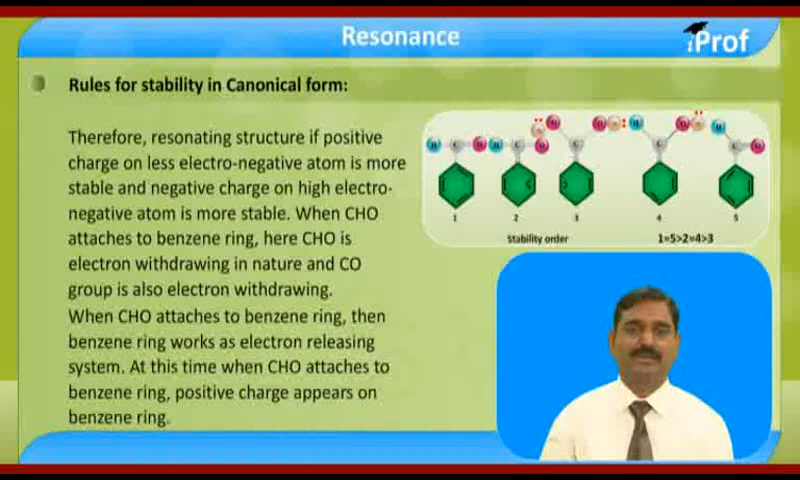 Resonance
iProf
Rules for stability in Canonical form:
Therefore, resonating structure if positive
charge on less electro-negative atom is more
stable and negative charge on high electro-
negative atom is more stable. When CHO
attaches to benzene ring, here CHO is
electron withdrawing in nature and CO
group is also electron withdrawing.
When CHO attaches to benzene ring, then
benzene ring works as electron releasing
system. At this time when CHO attaches to
benzene ring, positive charge appears on
benzene ring.
1 2 3 4 5
Stability order 1=5>2=4>3